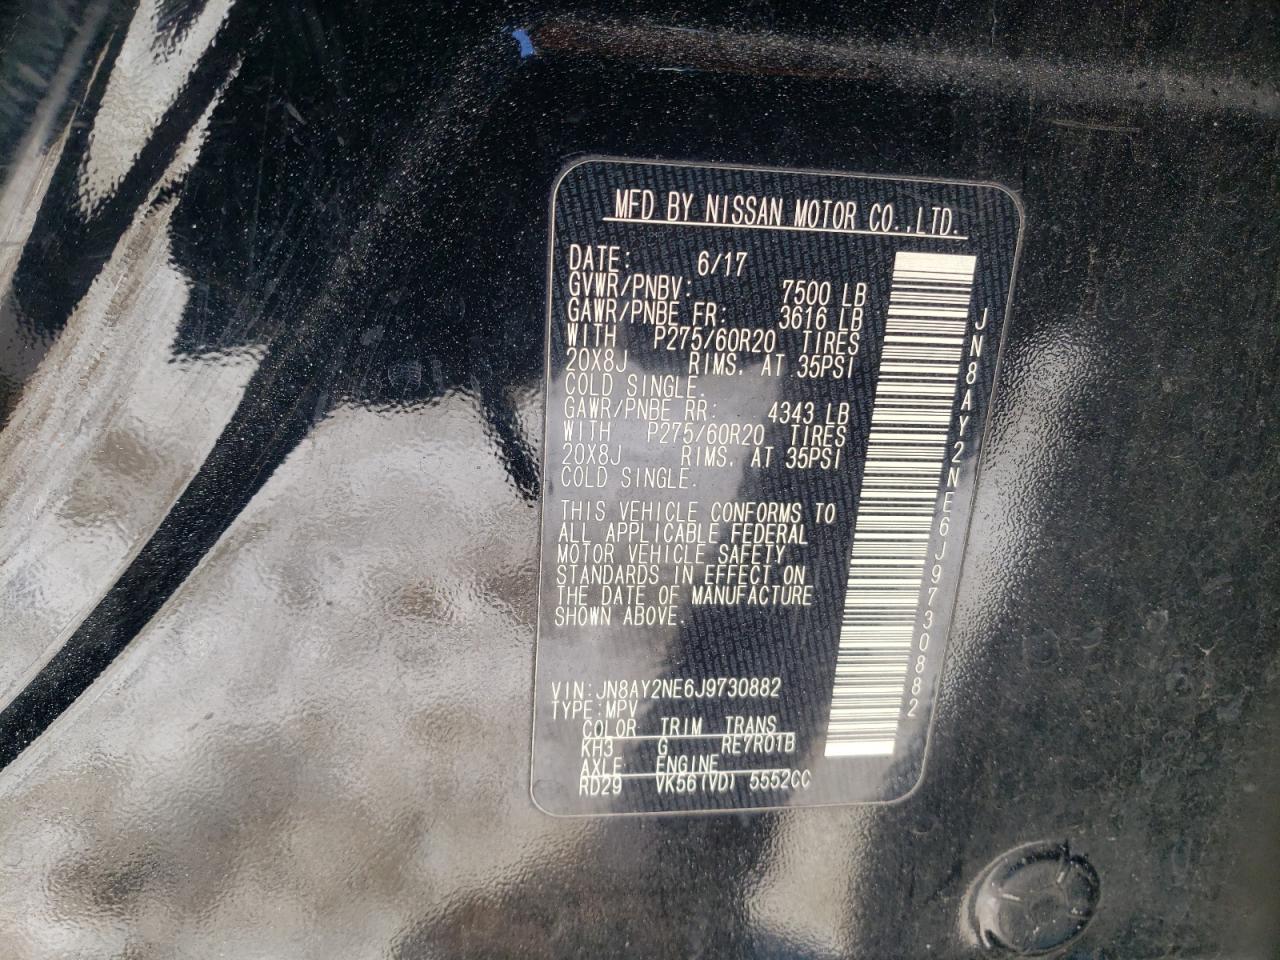 MFD BY NISSAN MOTOR CO.,LTD.
DATE: 6/17
GVWR/PNBV: 7500 LB
GAWR/PNBE FR: 3616 LB
WITH P275/60R20 TIRES
20X8J RIMS. AT 35PSI
COLD SINGLE.
GAWR/PNBE RR: 4343 LB
WITH P275/60R20 TIRES
20X8J RIMS. AT 35PSI
COLD SINGLE.
THIS VEHICLE CONFORMS TO
ALL APPLICABLE FEDERAL
MOTOR VEHICLE SAFETY
STANDARDS IN EFFECT ON
THE DATE OF MANUFACTURE
SHOWN ABOVE.
VIN:JN8AY2NE6J9730882
TYPE:MPV
COLOR TRIM TRANS
KH3 G RE7R01B
AXLE ENGINE
RD29 VK56(VD) 5552CC
JN8AY2NE6J9730882